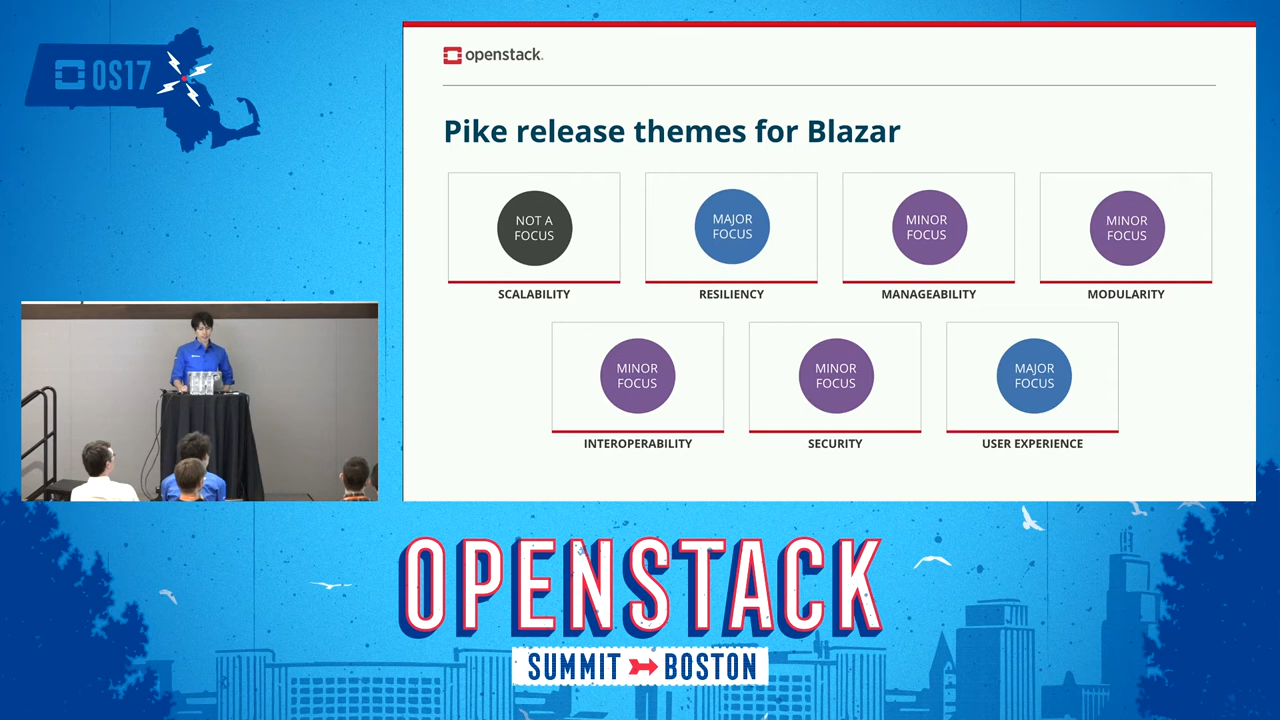 OS17
openstack.
Pike release themes for Blazar
NOT A
FOCUS
MAJOR
FOCUS
MINOR
FOCUS
MINOR
FOCUS
SCALABILITY
RESILIENCY
MANAGEABILITY
MODULARITY
MINOR
FOCUS
MINOR
FOCUS
MAJOR
FOCUS
INTEROPERABILITY
SECURITY
USER EXPERIENCE
OPENSTACK
SUMMIT BOSTON